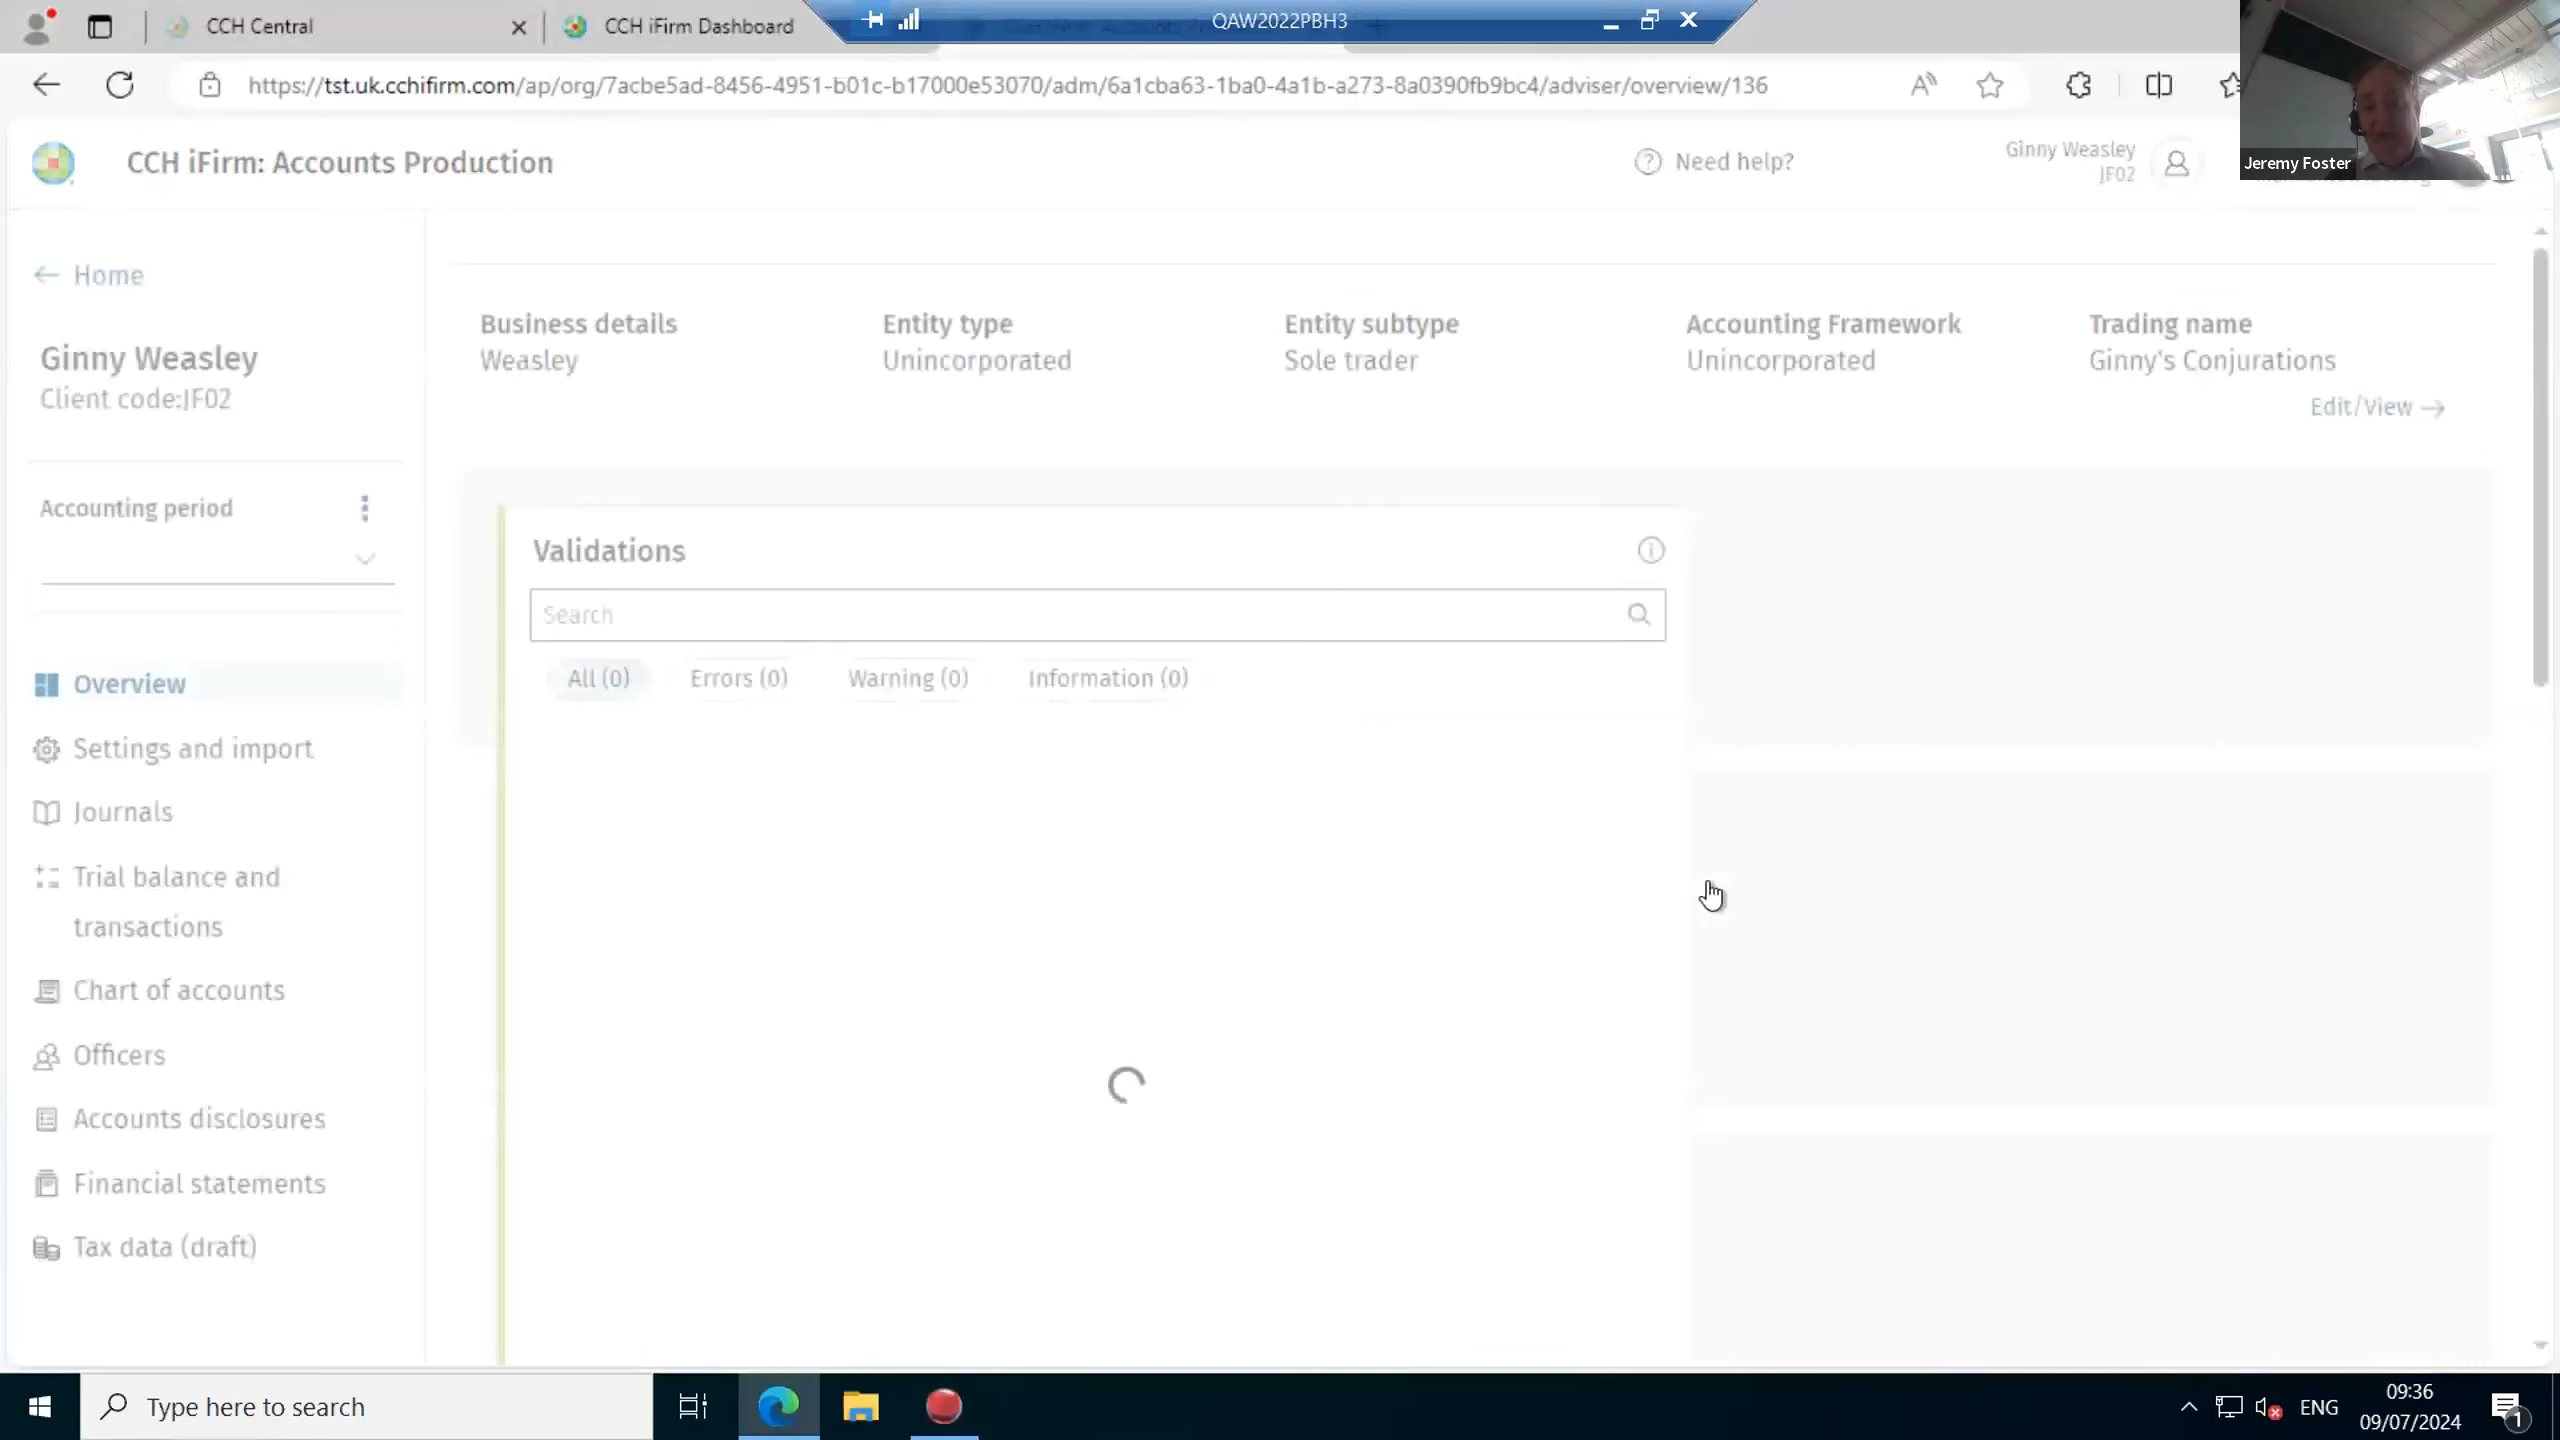 QAW2022PBH3
CCH Central
CCH iFirm Dashboard
https://tst.uk.cchifirm.com/ap/org/7acbe5ad-8456-4951-b01c-b17000e53070/adm/6a1cba63-1ba0-4a1b-a273-8a0390fb9bc4/adviser/overview/136
Jeremy Foster
CCH iFirm: Accounts Production
Need help?
Ginny Weasley
JF02
Home
Ginny Weasley
Client code:JF02
Accounting period
Overview
Settings and import
Journals
Trial balance and
transactions
Chart of accounts
Officers
Accounts disclosures
Financial statements
Tax data (draft)
Business details
Weasley
Entity type
Unincorporated
Entity subtype
Sole trader
Accounting Framework
Unincorporated
Trading name
Ginny's Conjurations
Edit/View
Validations
Search
All (0)
Errors (0)
Warning (0)
Information (0)
Type here to search
ENG
09:36
09/07/2024
1